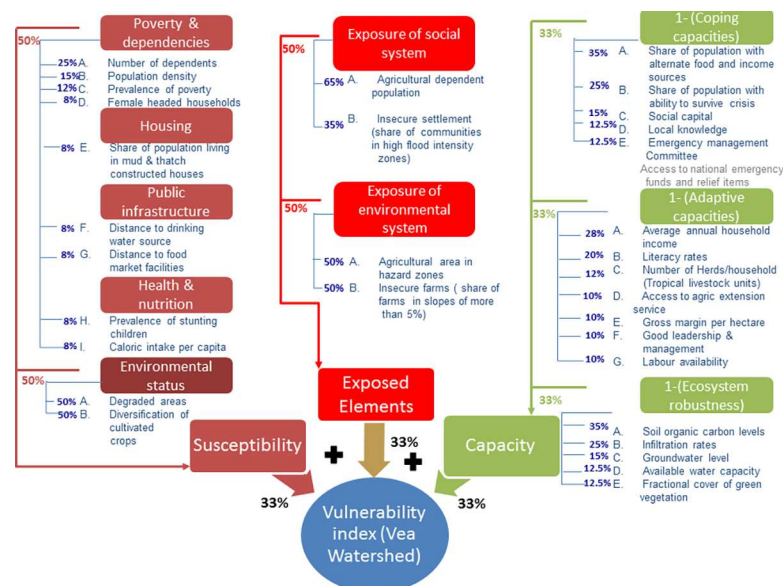 50%
Poverty &
dependencies
25% A. Number of dependents
15% B. Population density
12% C. Prevalence of poverty
8% D. Female headed households
Housing
8% E. Share of population living
in mud & thatch
constructed houses
Public
infrastructure
8% F. Distance to drinking
water source
8% G. Distance to food
market facilities
Health &
nutrition
8% H. Prevalence of stunting
children
8% I. Caloric intake per capita
50%
Environmental
status
50% A. Degraded areas
50% B. Diversification of
cultivated
crops
50%
Exposure of social
system
65% A. Agricultural dependent
population
35% B. Insecure settlement
(share of communities
in high flood intensity
zones)
50%
Exposure of
environmental
system
50% A. Agricultural area in
hazard zones
50% B. Insecure farms ( share of
farms in slopes of more
than 5%)
33%
1- (Coping
capacities)
35% A. Share of population with
alternate food and income
sources
25% B. Share of population with
ability to survive crisis
15% C. Social capital
12.5% D. Local knowledge
12.5% E. Emergency management
Committee
Access to national emergency
funds and relief items
33%
1- (Adaptive
capacities)
28% A. Average annual household
income
20% B. Literacy rates
12% C. Number of Herds/household
(Tropical livestock units)
10% D. Access to agric extension
service
10% E. Gross margin per hectare
10% F. Good leadership &
management
10% G. Labour availability
33%
1-(Ecosystem
robustness)
35% A. Soil organic carbon levels
25% B. Infiltration rates
15% C. Groundwater level
12.5% D. Available water capacity
12.5% E. Fractional cover of green
vegetation
Susceptibility
+
Exposed
Elements
33%
+
Capacity
33%
33%
Vulnerability
index (Vea
Watershed)